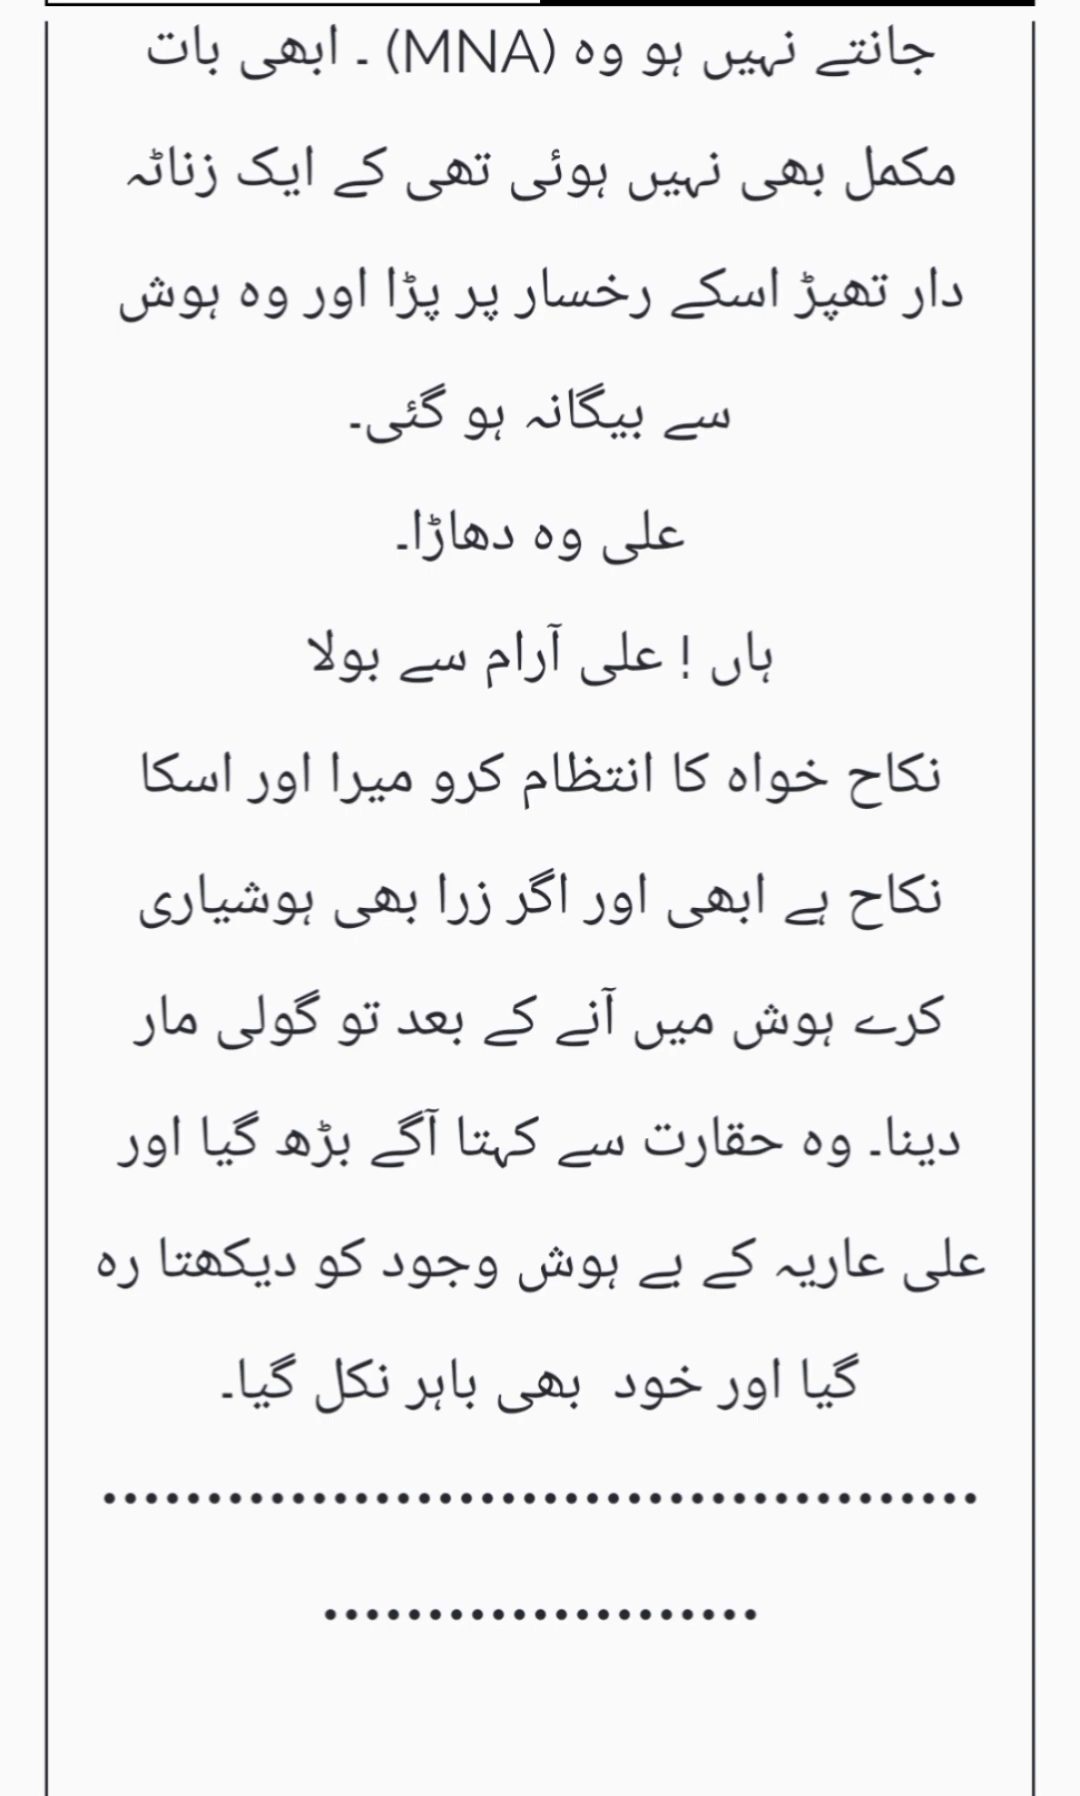 جانتے نہیں ہو وہ (MNA) ۔ ابھی بات
مکمل بھی نہیں ہوئی تھی کے ایک زناٹہ
دار تھپڑ اسکے رخسار پر پڑا اور وہ ہوش
سے بیگانہ ہو گئی۔
علی وہ دھاڑا۔
ہاں ! علی آرام سے بولا
نکاح خواہ کا انتظام کرو میرا اور اسکا
نکاح ہے ابھی اور اگر زرا بھی ہوشیاری
کرے ہوش میں آنے کے بعد تو گولی مار
دینا۔ وہ حقارت سے کہتا آگے بڑھ گیا اور
علی عاریہ کے بے ہوش وجود کو دیکھتا رہ
گیا اور خود بھی باہر نکل گیا۔
..........................................
.....................